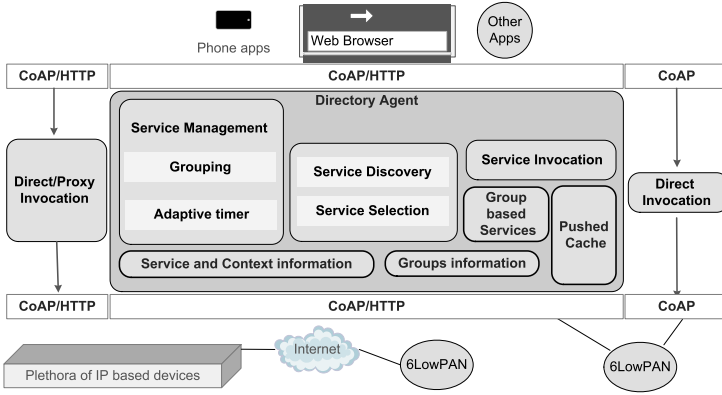 Other
Apps
Phone apps
Web Browser
CoAP/HTTP
CoAP/HTTP
CoAP
Directory Agent
Service Management
Grouping
Adaptive timer
Service Discovery
Service Selection
Service Invocation
Group
based
Services
Pushed
Cache
Direct/Proxy
Invocation
Direct
Invocation
Service and Context information
Groups information
CoAP/HTTP
CoAP/HTTP
CoAP
Internet
6LowPAN
6LowPAN
Plethora of IP based devices